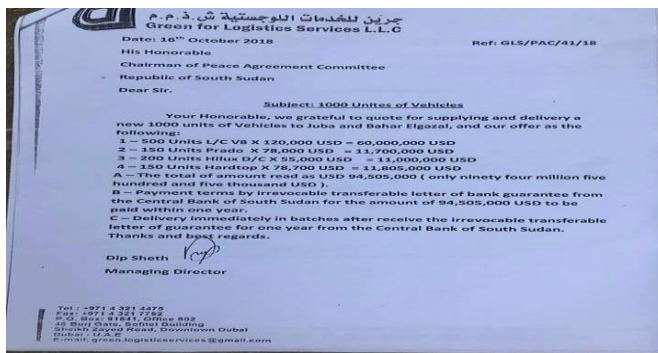 جرين للخدمات اللوجستية ش.ذ.م.م
Green for Logistics Services L.L.C
Date: 16th October 2018
Ref: GLS/PAC/41/18
His Honorable
Chairman of Peace Agreement Committee
Republic of South Sudan
Dear Sir.
Subject: 1000 Unites of Vehicles
Your Honorable, we grateful to quote for supplying and delivery a
new 1000 units of Vehicles to Juba and Bahar Elgazal, and our offer as the
following:
1 – 500 Units L/C V8 X 120,000 USD = 60,000,000 USD
2 – 150 Units Prado X 78,000 USD = 11,700,000 USD
3 – 200 Units Hilux D/C X 55,000 USD = 11,000,000 USD
4 – 150 Units Hardtop X 78,700 USD = 11,805,000 USD
A – The total of amount read as USD 94,505,000 ( only ninety four million five
hundred and five thousand USD ).
B – Payment terms by irrevocable transferable letter of bank guarantee from
the Central Bank of South Sudan for the amount of 94,505,000 USD to be
paid within one year.
C – Delivery immediately in batches after receive the irrevocable transferable
letter of guarantee for one year from the Central Bank of South Sudan.
Thanks and best regards.
Dip Sheth
Managing Director
Tel : +971 4 321 4475
Fax: +971 4 321 7752
P.O. Box: 91841, Office 802
48 Burj Gate, Sofitel Building
Sheikh Zayed Road, Downtown Dubai
Dubai - U.A.E
E-mail: green.logisticservices@gmail.com